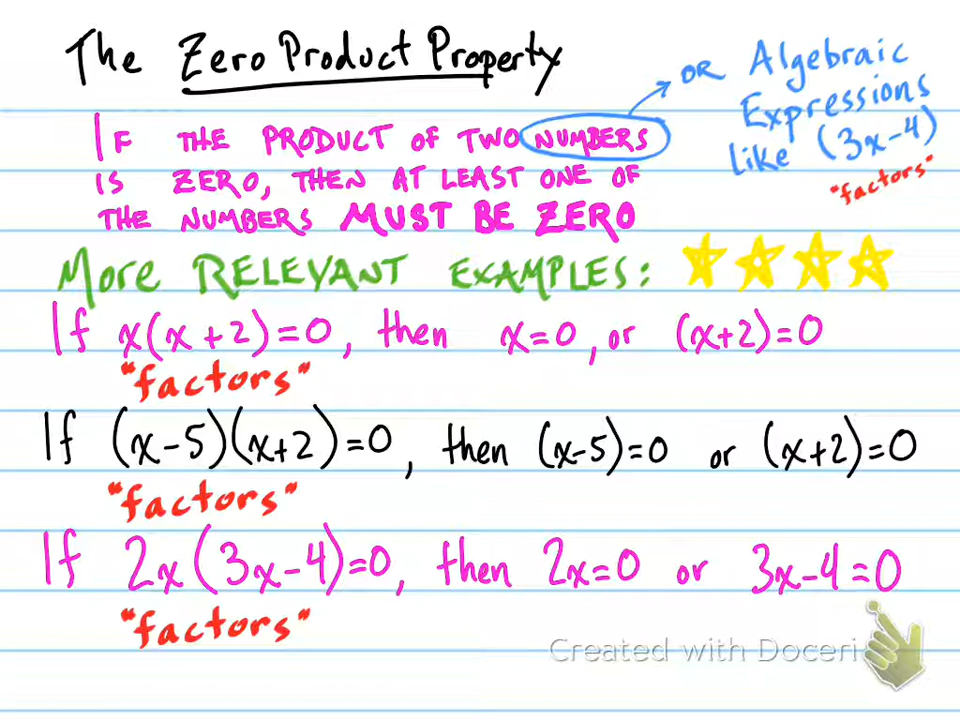 The Zero Product Property
or Algebraic
Expressions
like (3x-4)
"factors"
IF THE PRODUCT OF TWO NUMBERS
IS ZERO, THEN AT LEAST ONE OF
THE NUMBERS MUST BE ZERO
More RELEVANT EXAMPLES:
If x(x+2)=0, then x=0, or (x+2)=0
"factors"
If (x-5)(x+2)=0, then (x-5)=0 or (x+2)=0
"factors"
If 2x(3x-4)=0, then 2x=0 or 3x-4=0
"factors"
Created with Doceri